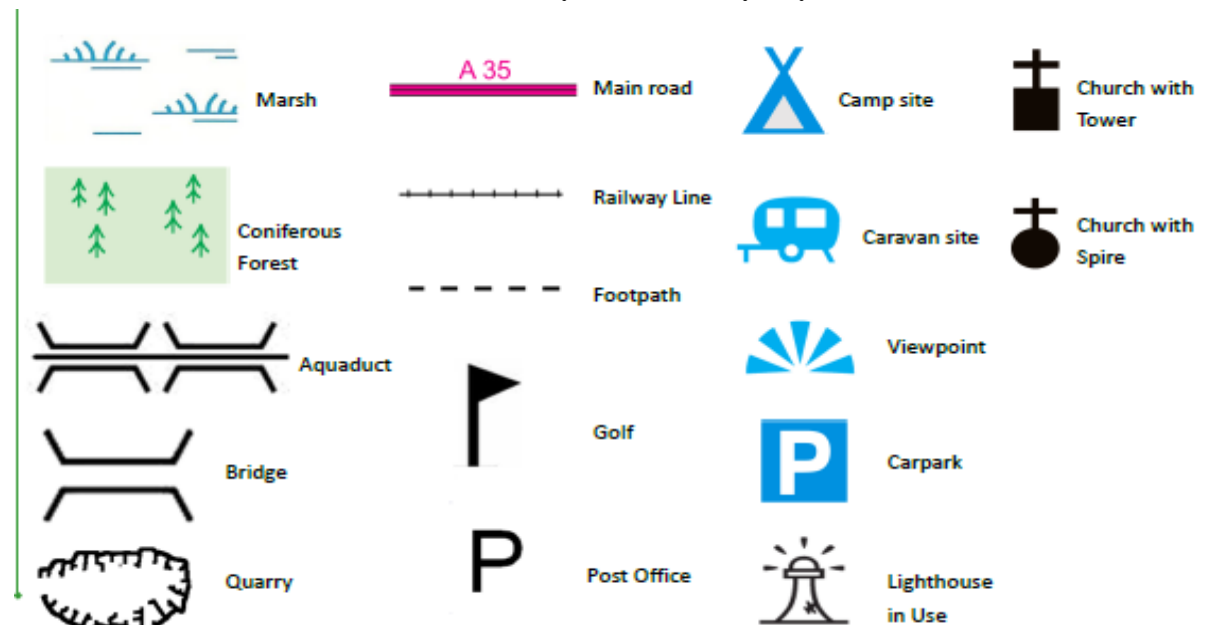 Marsh
Coniferous
Forest
Aquaduct
Bridge
Quarry
A 35
Main road
Railway Line
Footpath
Golf
P
Post Office
Camp site
Caravan site
Viewpoint
P
Carpark
Lighthouse
in Use
Church with
Tower
Church with
Spire